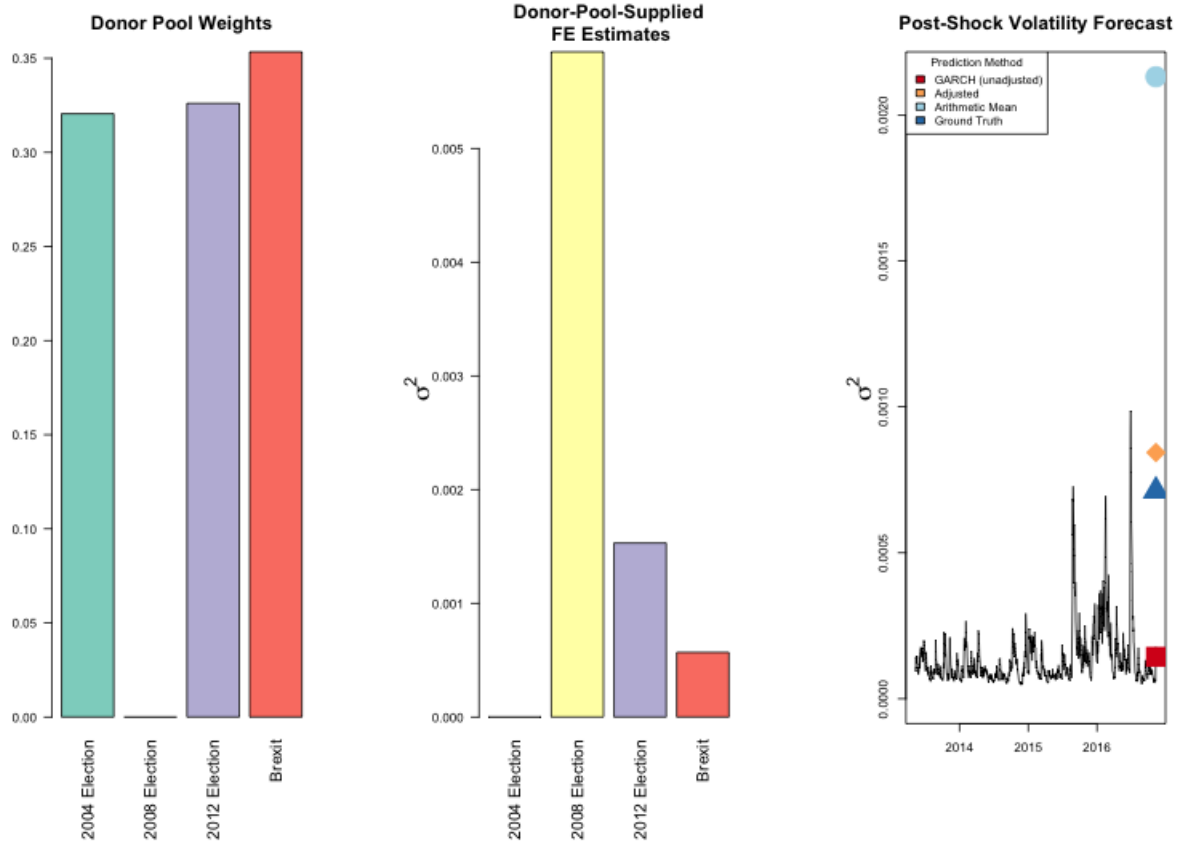 Donor Pool Weights
0.35
0.30
0.25
0.20
0.15
0.10
0.05
0.00
2004 Election
2008 Election
2012 Election
Brexit
Donor-Pool-Supplied
FE Estimates
σ2
0.005
0.004
0.003
0.002
0.001
0.000
2004 Election
2008 Election
2012 Election
Brexit
Post-Shock Volatility Forecast
Prediction Method
GARCH (unadjusted)
Adjusted
Arithmetic Mean
Ground Truth
σ2
0.0020
0.0015
0.0010
0.0005
0.0000
2014
2015
2016